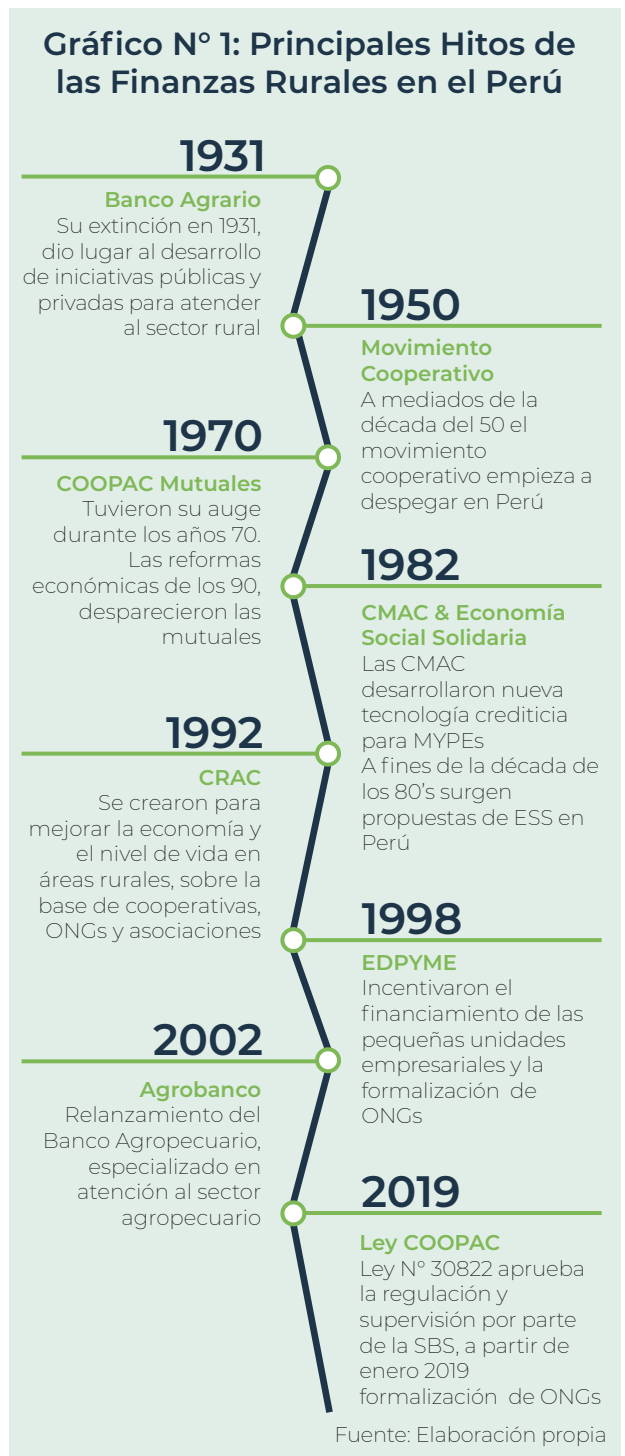 Gráfico N° 1: Principales Hitos de
las Finanzas Rurales en el Perú
1931
Banco Agrario
Su extinción en 1931,
dio lugar al desarrollo
de iniciativas públicas y
privadas para atender
al sector rural
1950
Movimiento
Cooperativo
A mediados de la
década del 50 el
movimiento
cooperativo empieza a
despegar en Perú
1970
COOPAC Mutuales
Tuvieron su auge
durante los años 70.
Las reformas
económicas de los 90,
desparecieron las
mutuales
1982
CMAC & Economía
Social Solidaria
Las CMAC
desarrollaron nueva
tecnología crediticia
para MYPEs
A fines de la década de
los 80's surgen
propuestas de ESS en
Perú
1992
CRAC
Se crearon para
mejorar la economía y
el nivel de vida en
áreas rurales, sobre la
base de cooperativas,
ONGs y asociaciones
1998
EDPYME
Incentivaron el
financiamiento de las
pequeñas unidades
empresariales y la
formalización de
ONGs
2002
Agrobanco
Relanzamiento del
Banco Agropecuario,
especializado en
atención al sector
agropecuario
2019
Ley COOPAC
Ley N° 30822 aprueba
la regulación y
supervisión por parte
de la SBS, a partir de
enero 2019
formalización de ONGs
Fuente: Elaboración propia